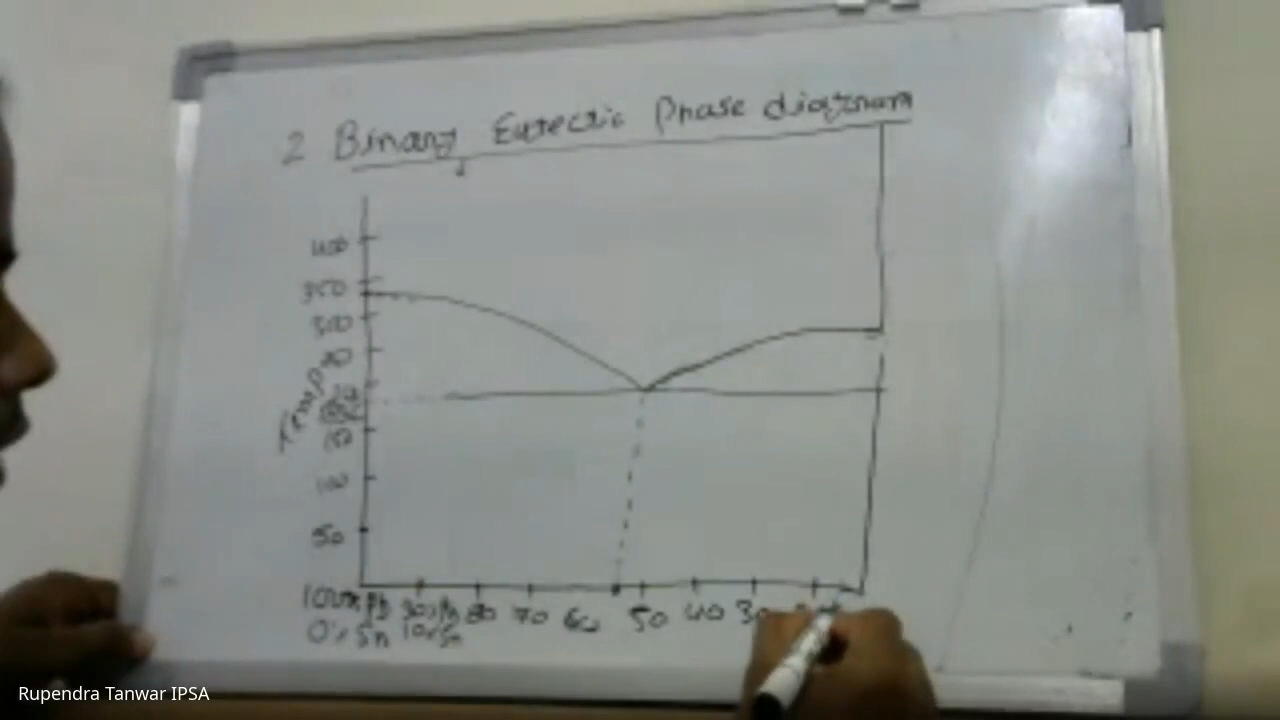 2 Binary Eutectic Phase diagram
400
350
300
Temp
100
50
100% Pb 90% Pb 80 70 60 50 40 30
0% Sn 10% Sn
Rupendra Tanwar IPSA